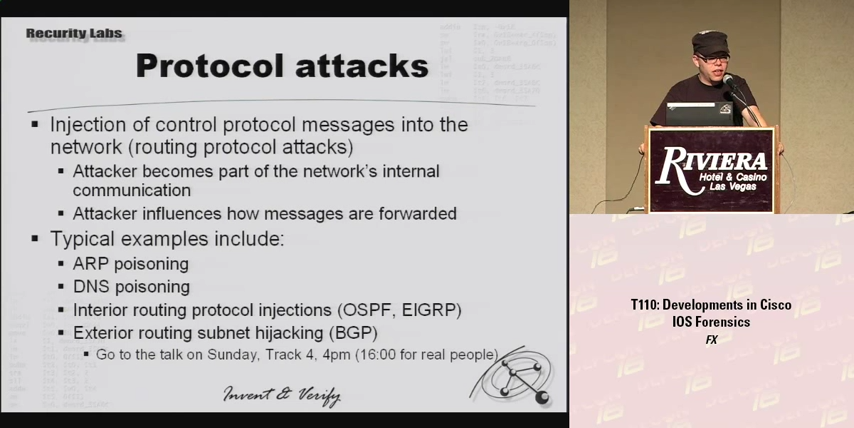 Recurity Labs
Protocol attacks
▪ Injection of control protocol messages into the
network (routing protocol attacks)
▪ Attacker becomes part of the network's internal
communication
▪ Attacker influences how messages are forwarded
▪ Typical examples include:
▪ ARP poisoning
▪ DNS poisoning
▪ Interior routing protocol injections (OSPF, EIGRP)
▪ Exterior routing subnet hijacking (BGP)
▪ Go to the talk on Sunday, Track 4, 4pm (16:00 for real people)
Invent & Verify
RIVIERA
Hotel & Casino
Las Vegas
T110: Developments in Cisco
IOS Forensics
FX